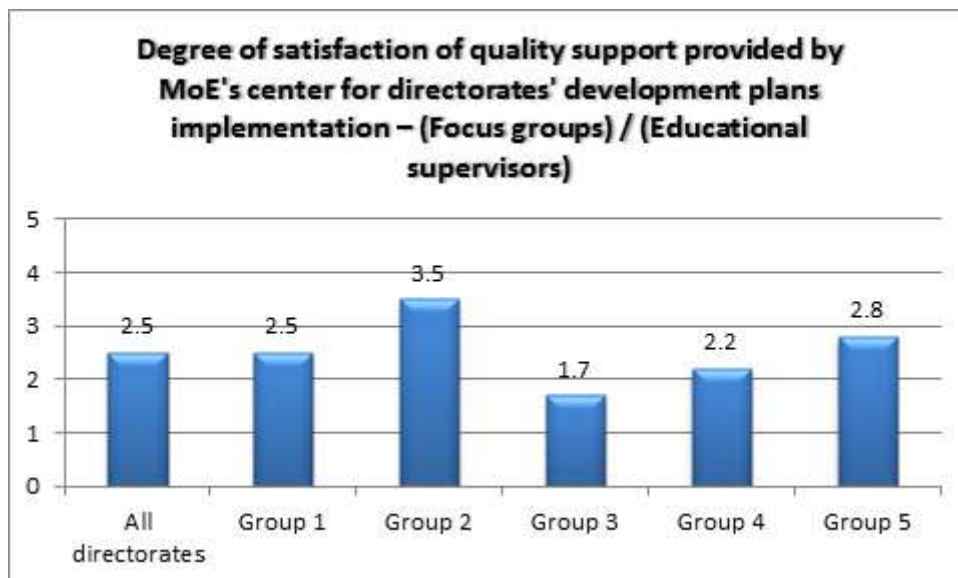 Degree of satisfaction of quality support provided by
MoE's center for directorates' development plans
implementation – (Focus groups) / (Educational
supervisors)
5
4
3
2
1
0
2.5
2.5
3.5
1.7
2.2
2.8
All
directorates
Group 1
Group 2
Group 3
Group 4
Group 5